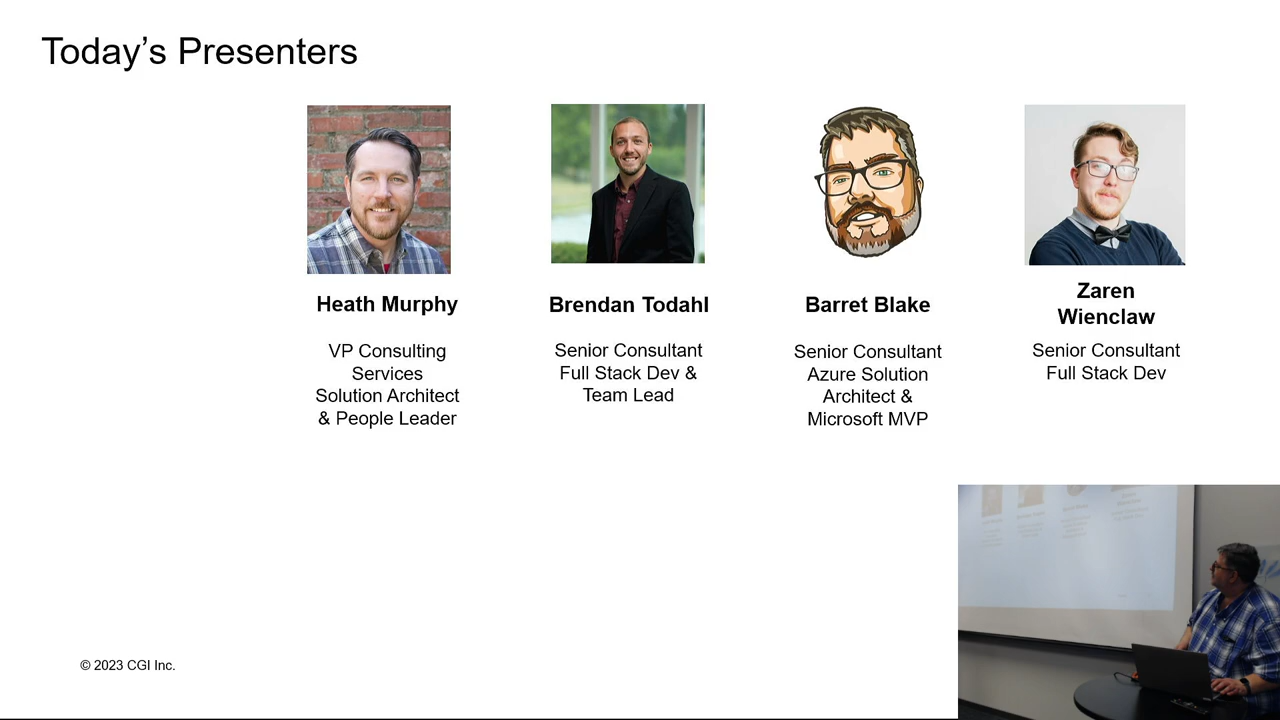 Today’s Presenters
Heath Murphy
VP Consulting
Services
Solution Architect
& People Leader
Brendan Todahl
Senior Consultant
Full Stack Dev &
Team Lead
Barret Blake
Senior Consultant
Azure Solution
Architect &
Microsoft MVP
Zaren
Wienclaw
Senior Consultant
Full Stack Dev
© 2023 CGI Inc.